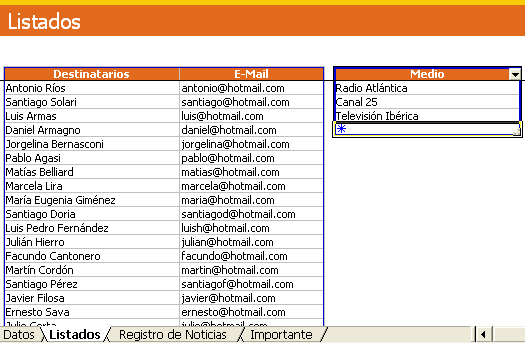 Listados
Destinatarios E-Mail Medio
Antonio Ríos antonio@hotmail.com Radio Atlántica
Santiago Solari santiago@hotmail.com Canal 25
Luis Armas luis@hotmail.com Televisión Ibérica
Daniel Armagno daniel@hotmail.com
Jorgelina Bernasconi jorgelina@hotmail.com
Pablo Agasi pablo@hotmail.com
Matías Belliard matias@hotmail.com
Marcela Lira marcela@hotmail.com
María Eugenia Giménez maria@hotmail.com
Santiago Doria santiagod@hotmail.com
Luis Pedro Fernández luish@hotmail.com
Julián Hierro julian@hotmail.com
Facundo Cantonero facundo@hotmail.com
Martín Cordón martin@hotmail.com
Santiago Pérez santiagof@hotmail.com
Javier Filosa javier@hotmail.com
Ernesto Sava ernesto@hotmail.com
Julio Corta julio@hotmail.com
Datos Listados Registro de Noticias Importante